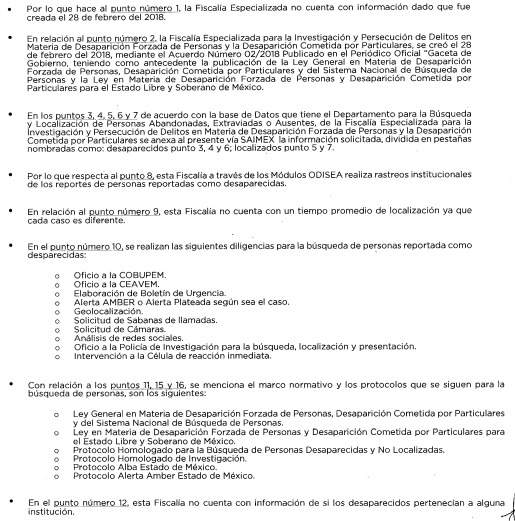 • Por lo que hace al punto número 1, la Fiscalía Especializada no cuenta con información dado que fue
creada el 28 de febrero del 2018.
• En relación al punto número 2, la Fiscalía Especializada para la Investigación y Persecución de Delitos en
Materia de Desaparición Forzada de Personas y la Desaparición Cometida por Particulares, se creó el 28
de febrero del 2018, mediante el Acuerdo Número 02/2018 Publicado en el Periódico Oficial "Gaceta de
Gobierno, teniendo como antecedente la publicación de la Ley General en Materia de Desaparición
Forzada de Personas, Desaparición Cometida por Particulares y del Sistema Nacional de Búsqueda de
Personas y la Ley en Materia de Desaparición Forzada de Personas y Desaparición Cometida por
Particulares para el Estado Libre y Soberano de México.
• En los puntos 3, 4, 5, 6 y 7 de acuerdo con la base de Datos que tiene el Departamento para la Búsqueda
y Localización de Personas Abandonadas, Extraviadas o Ausentes, de la Fiscalía Especializada para la
Investigación y Persecución de Delitos en Materia de Desaparición Forzada de Personas y la Desaparición
Cometida por Particulares se anexa al presente vía SAIMEX la información solicitada, dividida en pestañas
nombradas como: desaparecidos punto 3, 4 y 6; localizados punto 5 y 7.
• Por lo que respecta al punto 8, esta Fiscalía a través de los Módulos ODISEA realiza rastreos institucionales
de los reportes de personas reportadas como desaparecidas.
• En relación al punto número 9, esta Fiscalía no cuenta con un tiempo promedio de localización ya que
cada caso es diferente.
• En el punto número 10, se realizan las siguientes diligencias para la búsqueda de personas reportada como
desparecidas:
o Oficio a la COBUPEM.
o Oficio a la CEAVEM.
o Elaboración de Boletín de Urgencia.
o Alerta AMBER o Alerta Plateada según sea el caso.
o Geolocalización.
o Solicitud de Sabanas de llamadas.
o Solicitud de Cámaras.
o Análisis de redes sociales.
o Oficio a la Policía de Investigación para la búsqueda, localización y presentación.
o Intervención a la Célula de reacción inmediata.
• Con relación a los puntos 11, 15 y 16, se menciona el marco normativo y los protocolos que se siguen para la
búsqueda de personas, son los siguientes:
o Ley General en Materia de Desaparición Forzada de Personas, Desaparición Cometida por Particulares
y del Sistema Nacional de Búsqueda de Personas.
o Ley en Materia de Desaparición Forzada de Personas y Desaparición Cometida por Particulares para
el Estado Libre y Soberano de México.
o Protocolo Homologado para la Búsqueda de Personas Desaparecidas y No Localizadas.
o Protocolo Homologado de Investigación.
o Protocolo Alba Estado de México.
o Protocolo Alerta Amber Estado de México.
• En el punto número 12, esta Fiscalía no cuenta con información de si los desaparecidos pertenecían a alguna
institución.